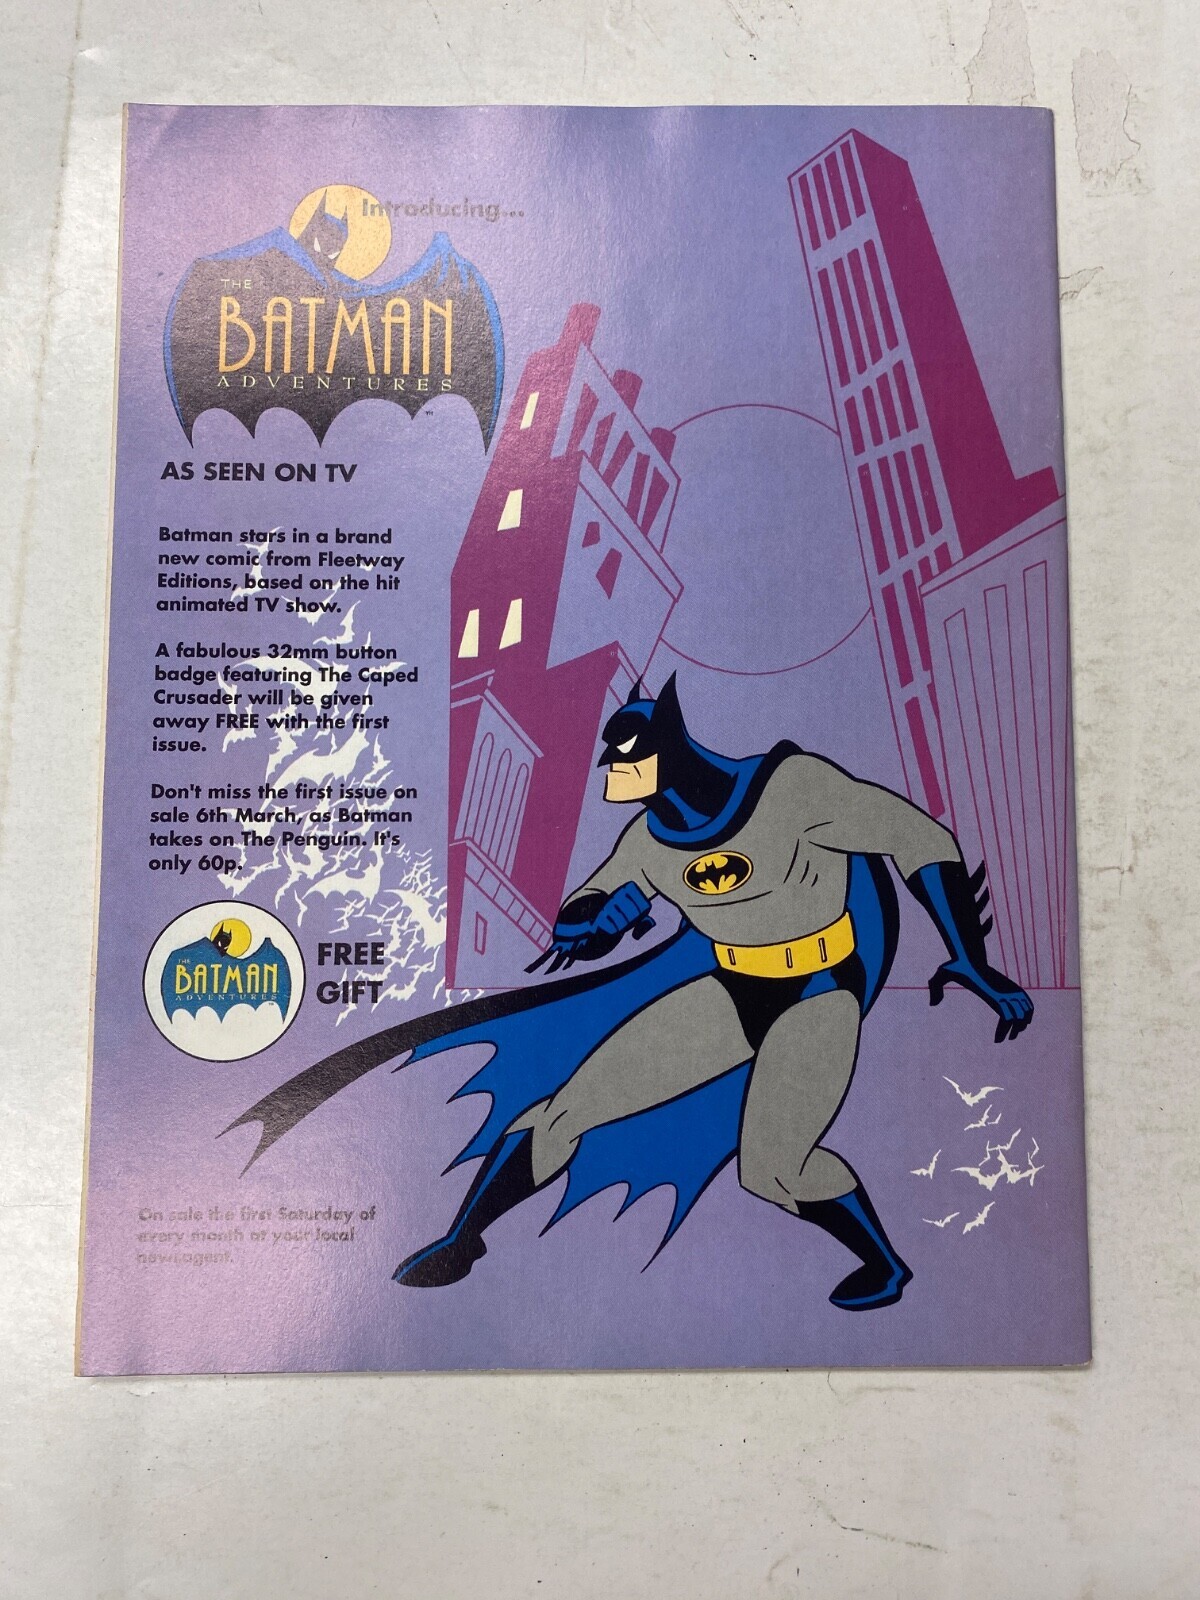 Introducing...
THE
BATMAN
ADVENTURES
TM
AS SEEN ON TV
Batman stars in a brand
new comic from Fleetway
Editions, based on the hit
animated TV show.
A fabulous 32mm button
badge featuring The Caped
Crusader will be given
away FREE with the first
issue.
Don't miss the first issue on
sale 6th March, as Batman
takes on The Penguin. It's
only 60p.
THE
BATMAN
ADVENTURES
TM
FREE
GIFT
On sale the first Saturday of
every month at your local
newsagent.